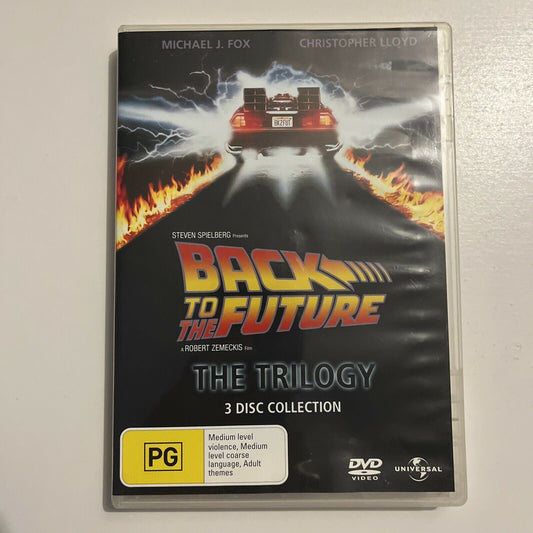 MICHAEL J. FOX CHRISTOPHER LLOYD
BKZFUT
STEVEN SPIELBERG Presents
BACK
TO
THE FUTURE
A ROBERT ZEMECKIS Film
THE TRILOGY
3 DISC COLLECTION
PG
Medium level
violence, Medium
level coarse
language, Adult
themes
DVD
VIDEO
UNIVERSAL